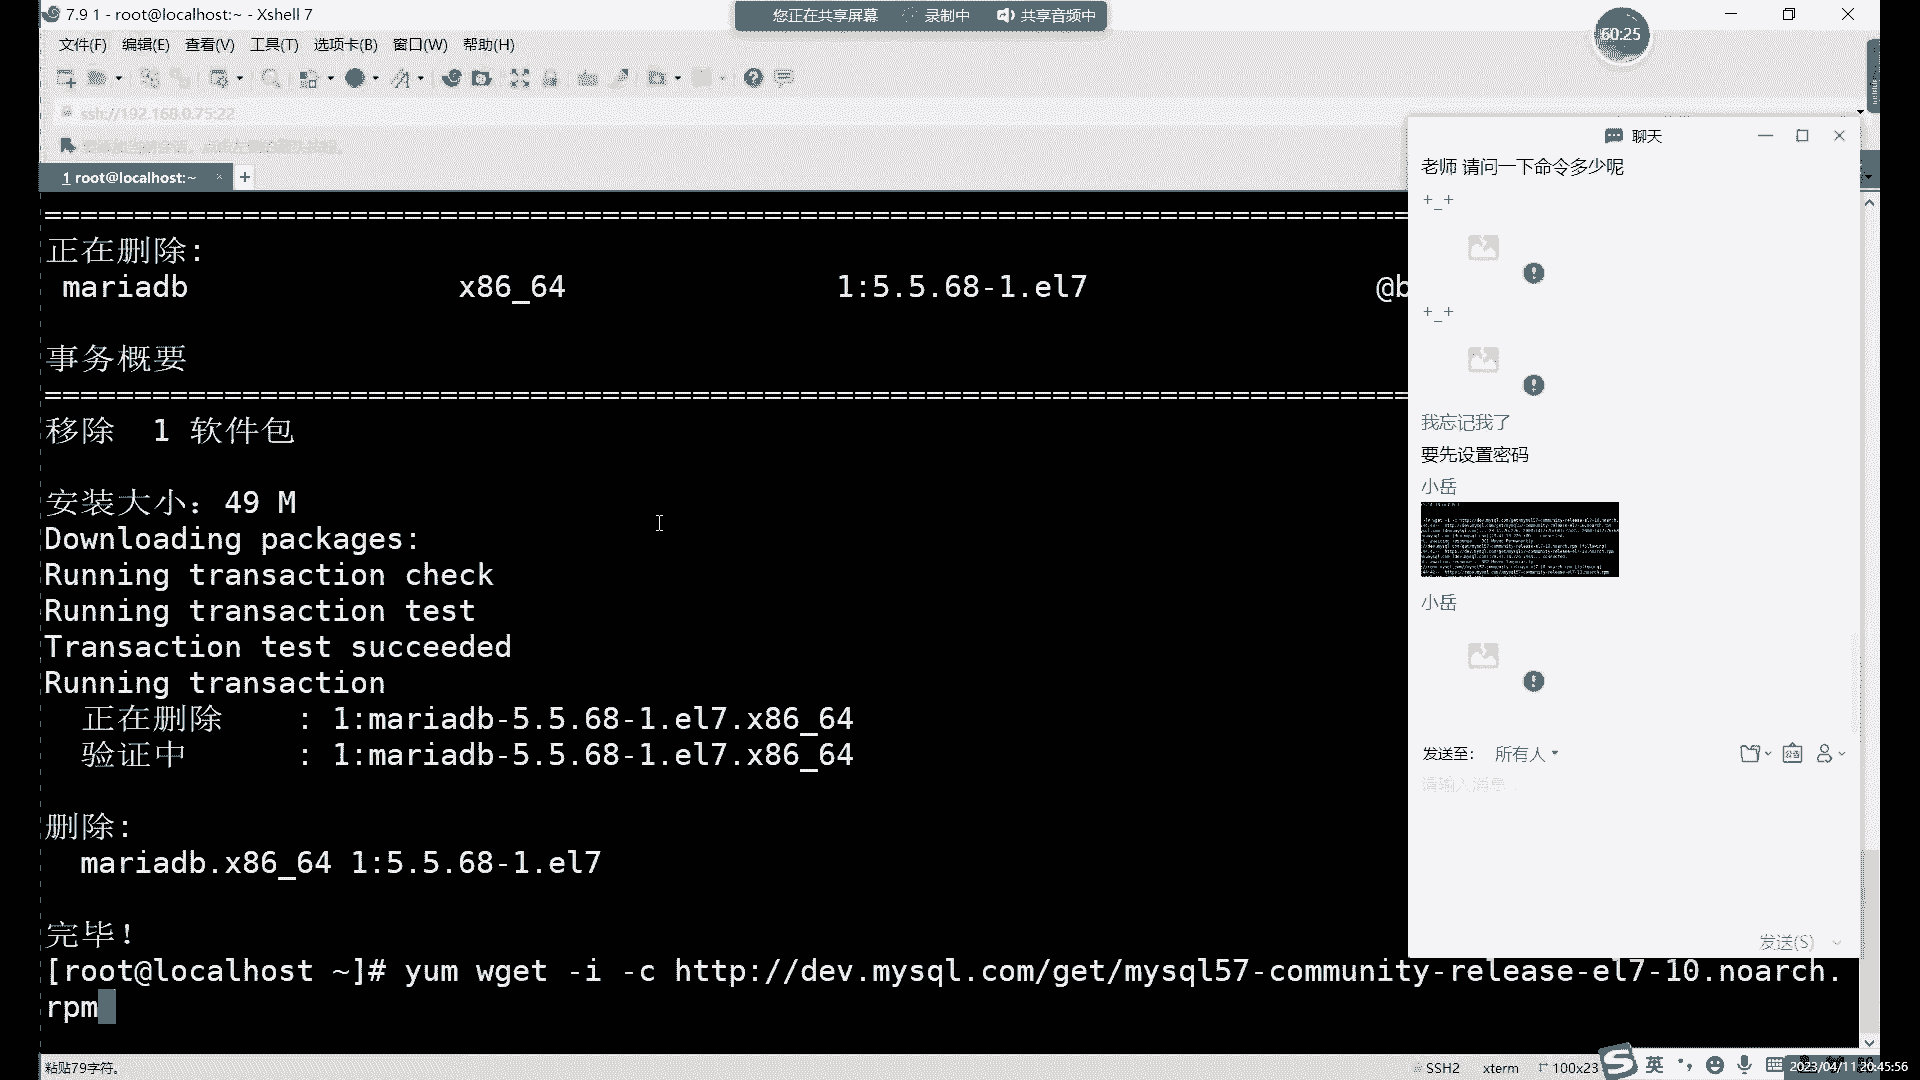 7.9 1 - root@localhost:~ - Xshell 7
您正在共享屏幕 录制中 共享音频中
60:25
文件(F) 编辑(E) 查看(V) 工具(T) 选项卡(B) 窗口(W) 帮助(H)
ssh://192.168.0.75:22
1 root@localhost:~ × +
正在删除:
mariadb x86_64 1:5.5.68-1.el7 @b
事务概要
移除 1 软件包
安装大小：49 M
Downloading packages:
Running transaction check
Running transaction test
Transaction test succeeded
Running transaction
正在删除 : 1:mariadb-5.5.68-1.el7.x86_64
验证中 : 1:mariadb-5.5.68-1.el7.x86_64
删除:
mariadb.x86_64 1:5.5.68-1.el7
完毕！
[root@localhost ~]# yum wget -i -c http://dev.mysql.com/get/mysql57-community-release-el7-10.noarch.
rpm
聊天
老师 请问一下命令多少呢
+_+
+_+
我忘记我了
要先设置密码
小岳
小岳
发送至: 所有人
请输入消息
发送(S)
粘贴79字符。
SSH2 xterm 100x23
英
2023/04/11 20:45:56